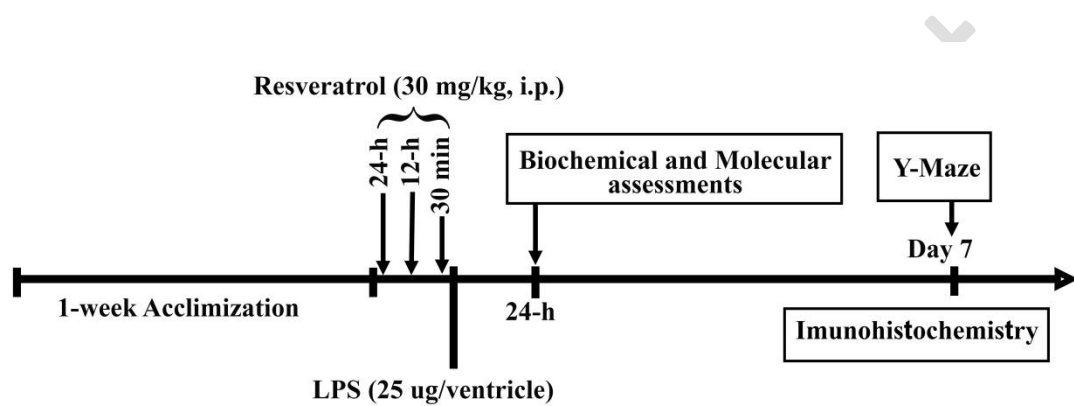 Resveratrol (30 mg/kg, i.p.)
24-h
12-h
30 min
Biochemical and Molecular
assessments
Y-Maze
Day 7
1-week Acclimization
24-h
Imunohistochemistry
LPS (25 ug/ventricle)